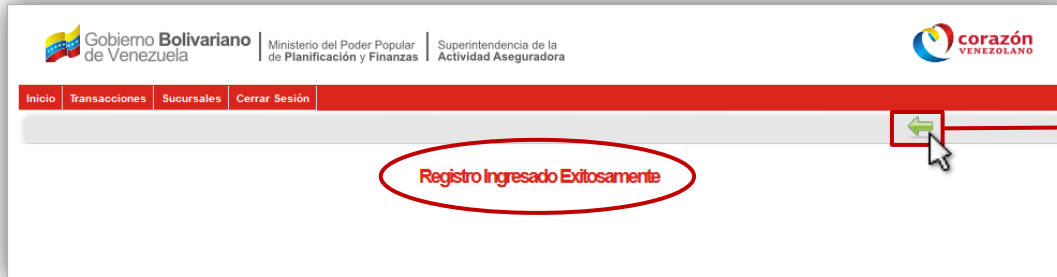 Gobierno Bolivariano
de Venezuela
Ministerio del Poder Popular
de Planificación y Finanzas
Superintendencia de la
Actividad Aseguradora
corazón
VENEZOLANO
Inicio Transacciones Sucursales Cerrar Sesión
Registro Ingresado Exitosamente